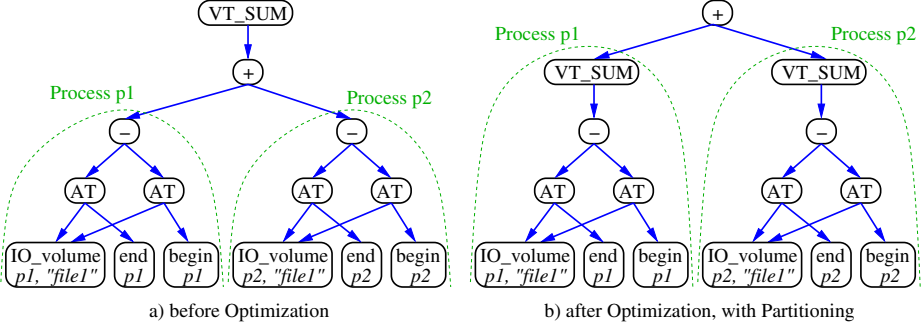 VT_SUM
+
Process p1
Process p2
–
–
AT
AT
AT
AT
IO_volume
p1, "file1"
end
p1
begin
p1
IO_volume
p2, "file1"
end
p2
begin
p2
a) before Optimization
+
Process p1
Process p2
VT_SUM
VT_SUM
–
–
AT
AT
AT
AT
IO_volume
p1, "file1"
end
p1
begin
p1
IO_volume
p2, "file1"
end
p2
begin
p2
b) after Optimization, with Partitioning